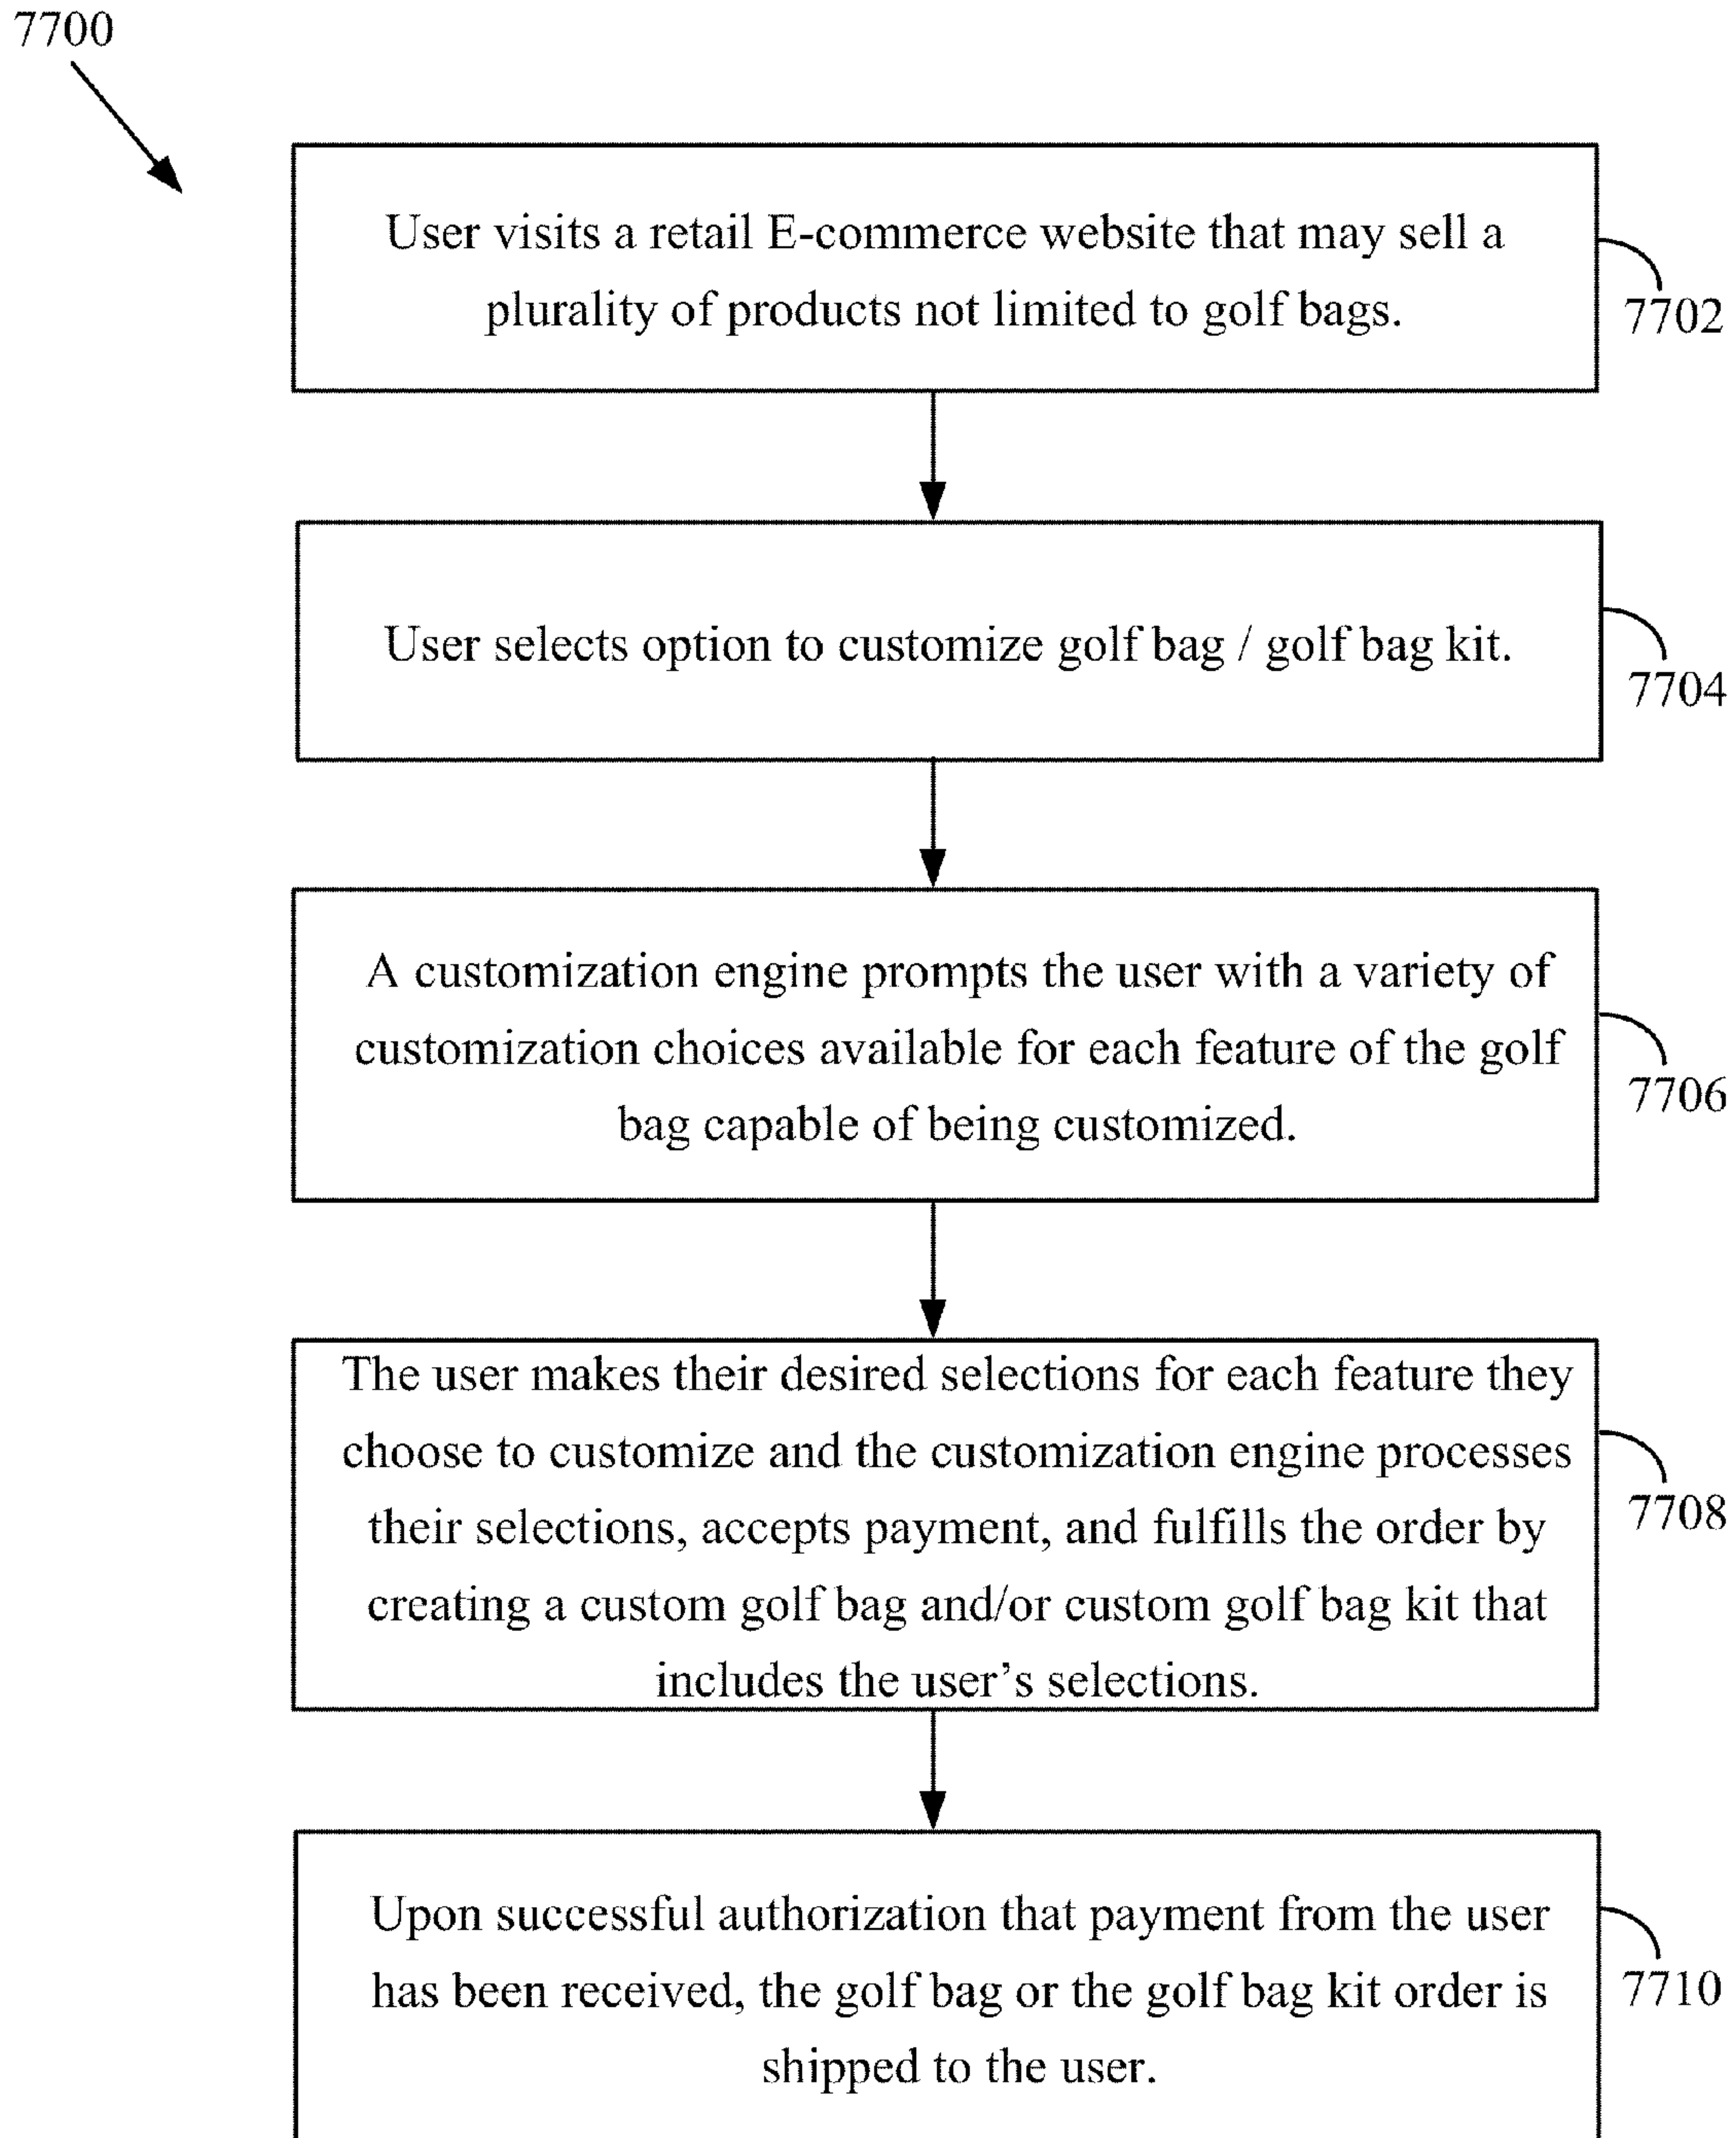 7700
User visits a retail E-commerce website that may sell a
plurality of products not limited to golf bags.
7702
User selects option to customize golf bag / golf bag kit.
7704
A customization engine prompts the user with a variety of
customization choices available for each feature of the golf
bag capable of being customized.
7706
The user makes their desired selections for each feature they
choose to customize and the customization engine processes
their selections, accepts payment, and fulfills the order by
creating a custom golf bag and/or custom golf bag kit that
includes the user’s selections.
7708
Upon successful authorization that payment from the user
has been received, the golf bag or the golf bag kit order is
shipped to the user.
7710